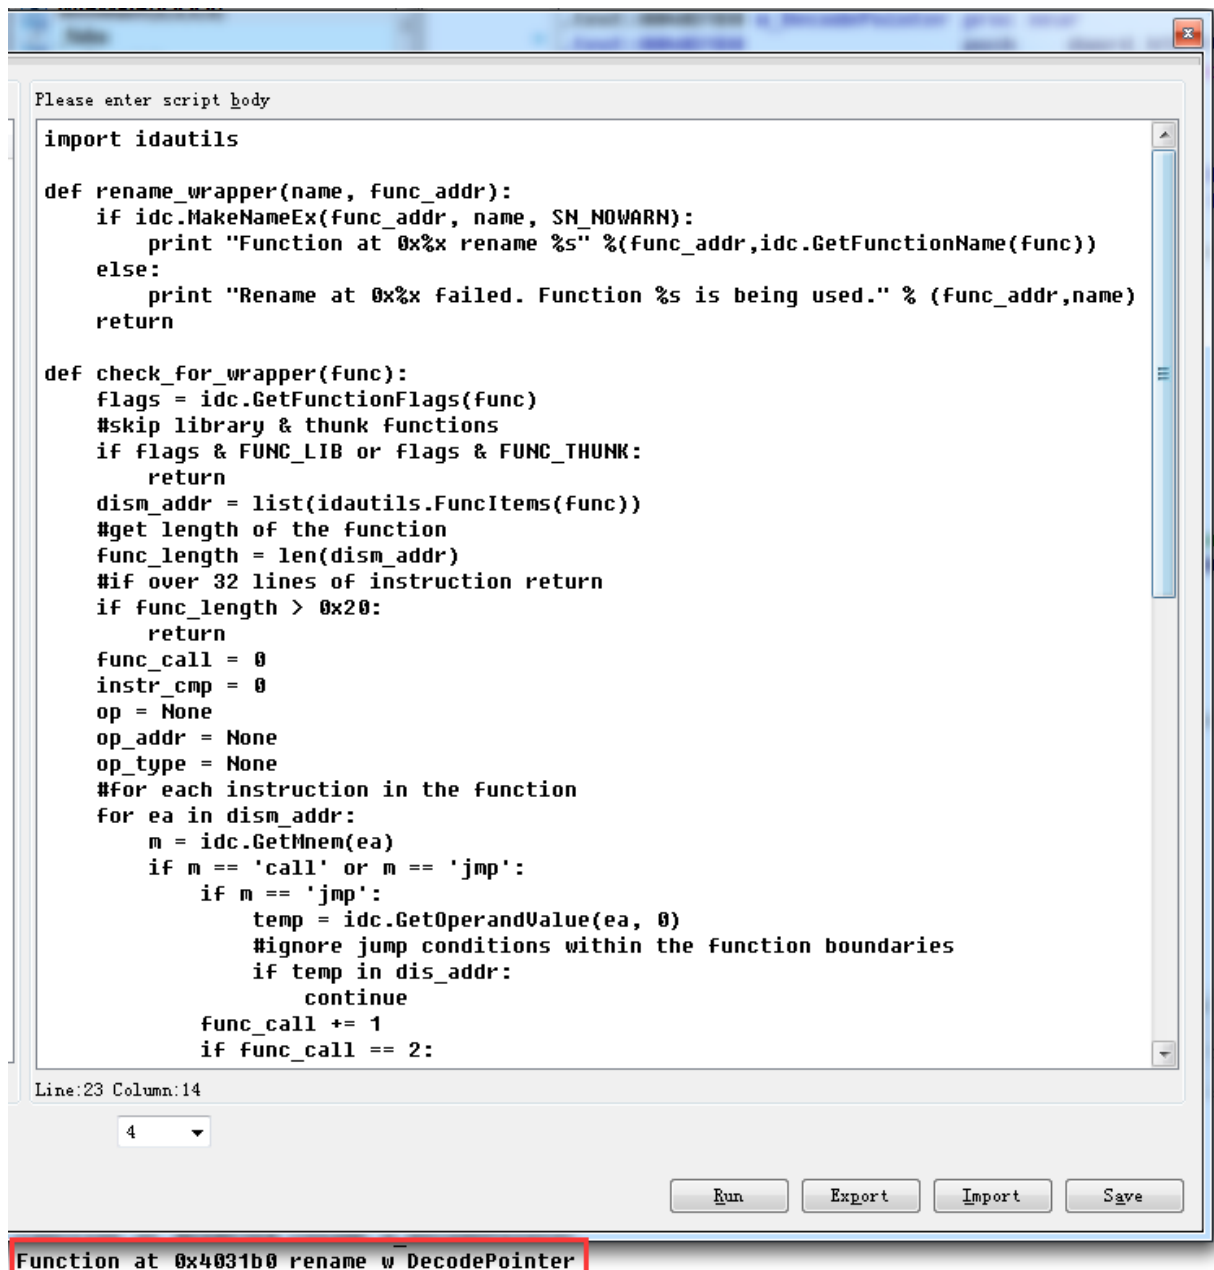 Please enter script body
import idautils
def rename_wrapper(name, func_addr):
    if idc.MakeNameEx(func_addr, name, SN_NOWARN):
        print "Function at 0x%x rename %s" %(func_addr,idc.GetFunctionName(func))
    else:
        print "Rename at 0x%x failed. Function %s is being used." % (func_addr,name)
    return
def check_for_wrapper(func):
    flags = idc.GetFunctionFlags(func)
    #skip library & thunk functions
    if flags & FUNC_LIB or flags & FUNC_THUNK:
        return
    dism_addr = list(idautils.FuncItems(func))
    #get length of the function
    func_length = len(dism_addr)
    #if over 32 lines of instruction return
    if func_length > 0x20:
        return
    func_call = 0
    instr_cmp = 0
    op = None
    op_addr = None
    op_type = None
    #for each instruction in the function
    for ea in dism_addr:
        m = idc.GetMnem(ea)
        if m == 'call' or m == 'jmp':
            if m == 'jmp':
                temp = idc.GetOperandValue(ea, 0)
                #ignore jump conditions within the function boundaries
                if temp in dis_addr:
                    continue
            func_call += 1
            if func_call == 2:
Line:23 Column:14
4
Run Export Import Save
Function at 0x4031b0 rename w_DecodePointer